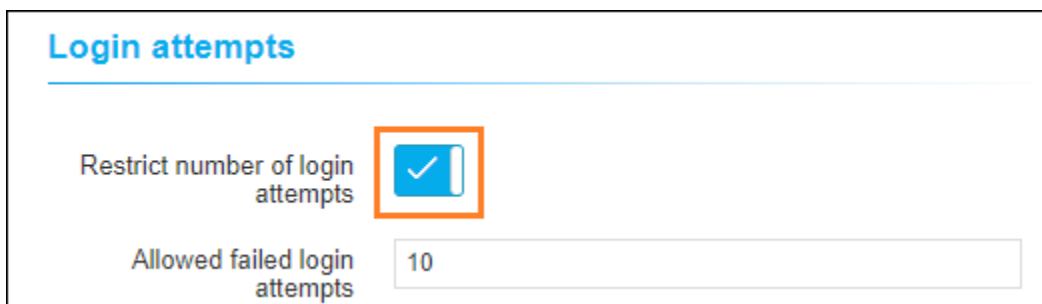 Login attempts
Restrict number of login
attempts
Allowed failed login
attempts
10